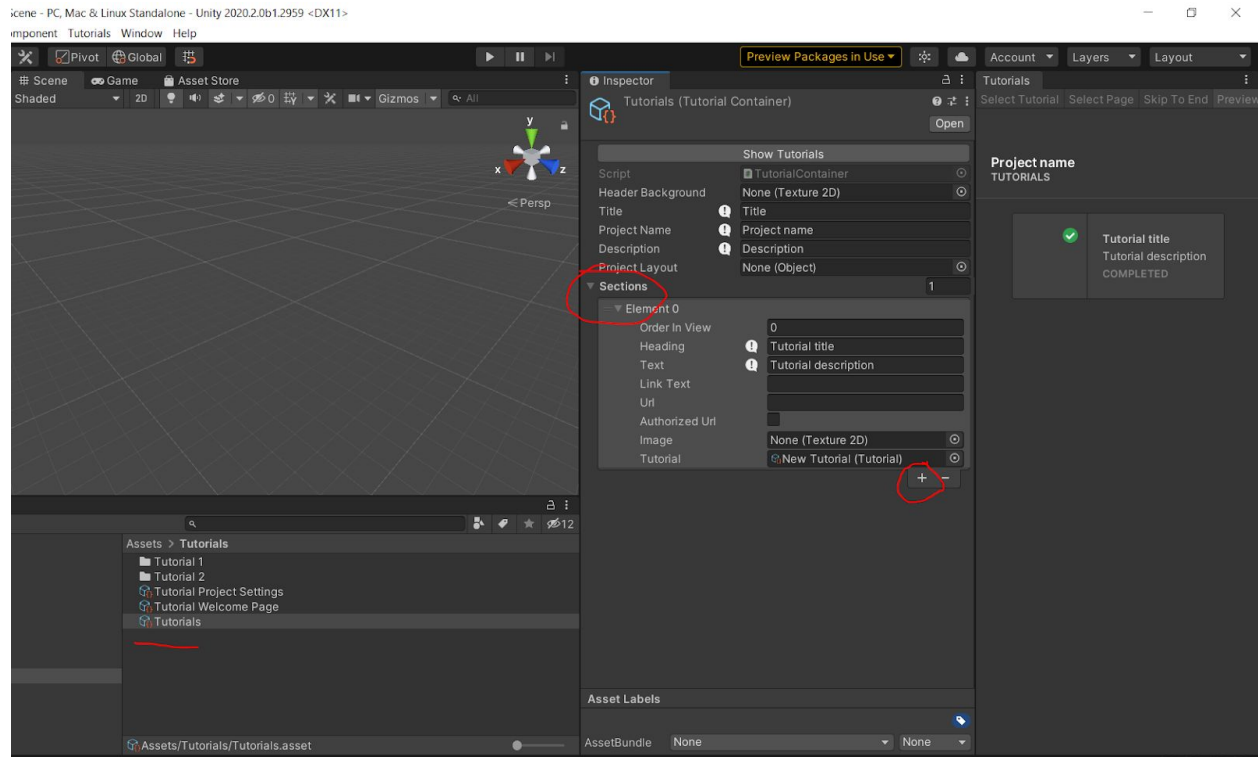 Scene - PC, Mac & Linux Standalone - Unity 2020.2.0b1.2959 <DX11>
omponent Tutorials Window Help
Pivot Global Preview Packages in Use Account Layers Layout
Scene Game Asset Store
Shaded 2D 0 Gizmos All
y
x z
Persp
Inspector
Tutorials (Tutorial Container)
Open
Show Tutorials
Script TutorialContainer
Header Background None (Texture 2D)
Title Title
Project Name Project name
Description Description
Project Layout None (Object)
Sections 1
Element 0
Order In View 0
Heading Tutorial title
Text Tutorial description
Link Text
Url
Authorized Url
Image None (Texture 2D)
Tutorial New Tutorial (Tutorial)
+ -
Asset Labels
AssetBundle None None
Tutorials
Select Tutorial Select Page Skip To End Preview
Project name
TUTORIALS
Tutorial title
Tutorial description
COMPLETED
12
Assets > Tutorials
Tutorial 1
Tutorial 2
Tutorial Project Settings
Tutorial Welcome Page
Tutorials
Assets/Tutorials/Tutorials.asset